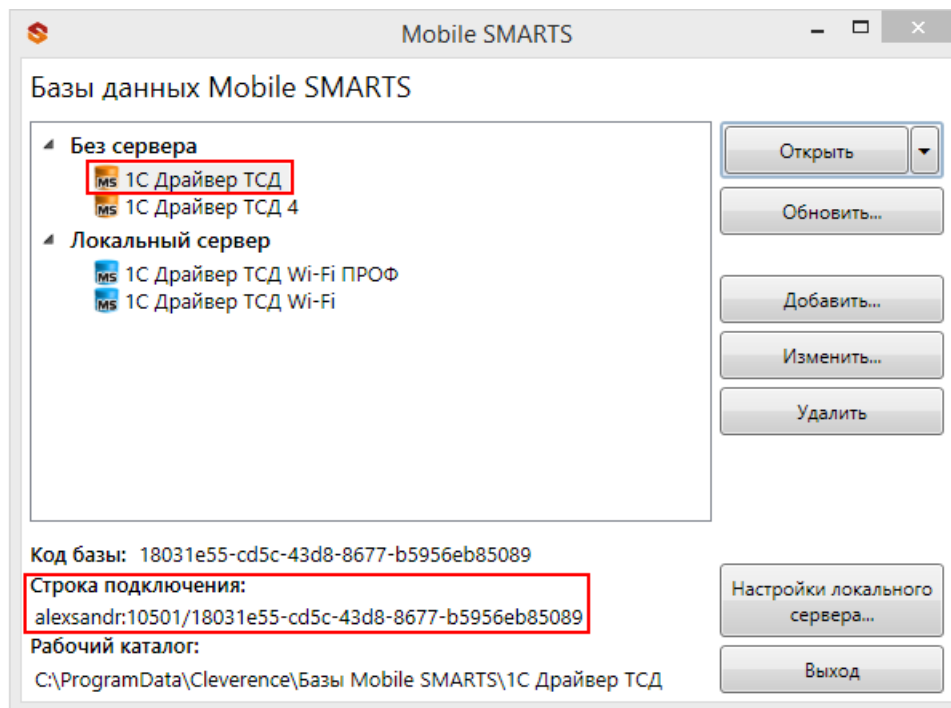 Mobile SMARTS
Базы данных Mobile SMARTS
Без сервера
1С Драйвер ТСД
1С Драйвер ТСД 4
Локальный сервер
1С Драйвер ТСД Wi-Fi ПРОФ
1С Драйвер ТСД Wi-Fi
Открыть
Обновить...
Добавить...
Изменить...
Удалить
Код базы: 18031e55-cd5c-43d8-8677-b5956eb85089
Строка подключения:
alexsandr:10501/18031e55-cd5c-43d8-8677-b5956eb85089
Рабочий каталог:
C:\ProgramData\Cleverence\Базы Mobile SMARTS\1С Драйвер ТСД
Настройки локального
сервера...
Выход